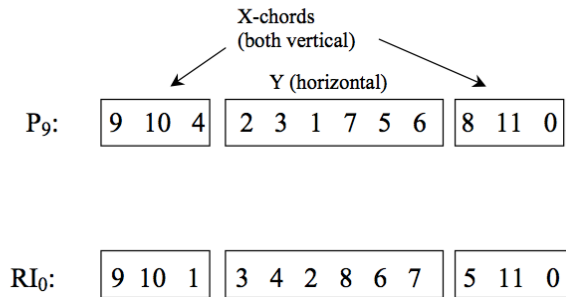 X-chords
(both vertical)
Y (horizontal)
P₉: 9 10 4 2 3 1 7 5 6 8 11 0
RI₀: 9 10 1 3 4 2 8 6 7 5 11 0